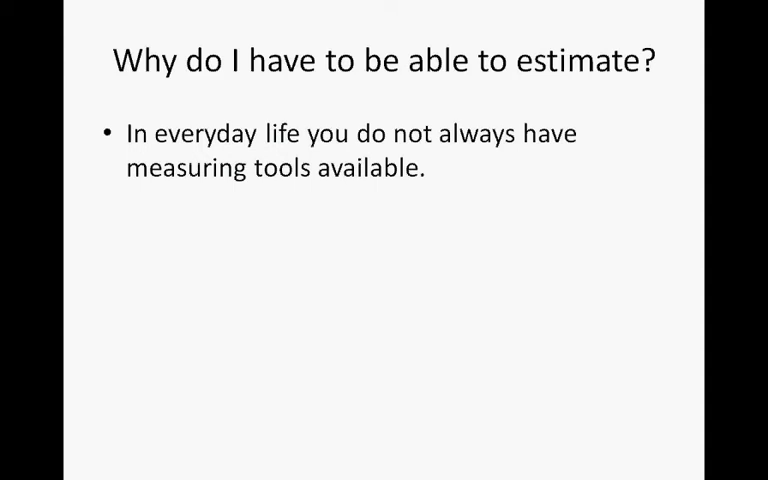 Why do I have to be able to estimate?
• In everyday life you do not always have
measuring tools available.